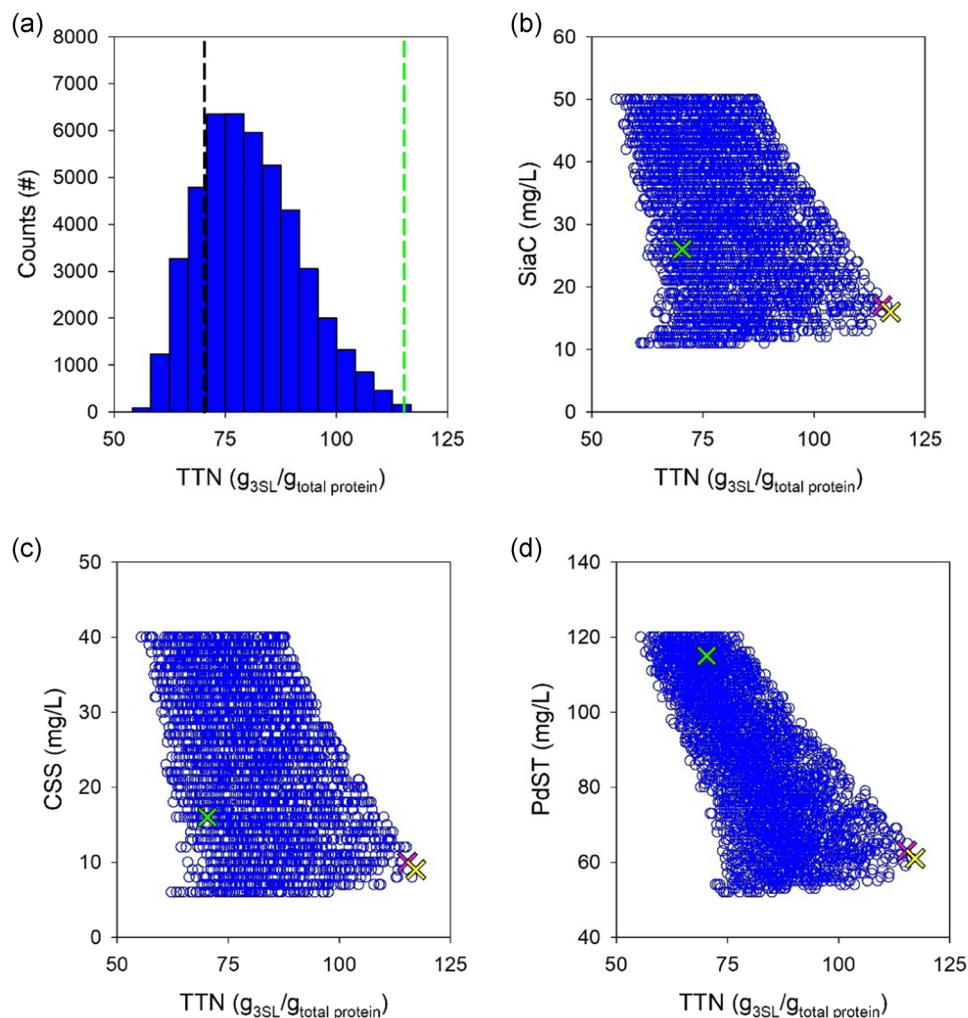 (a)
8000
7000
6000
5000
4000
3000
2000
1000
0
Counts (#)
50 75 100 125
TTN (g3SL/gtotal protein)
(b)
60
50
40
30
20
10
0
SiaC (mg/L)
50 75 100 125
TTN (g3SL/gtotal protein)
(c)
50
40
30
20
10
0
CSS (mg/L)
50 75 100 125
TTN (g3SL/gtotal protein)
(d)
140
120
100
80
60
40
PdST (mg/L)
50 75 100 125
TTN (g3SL/gtotal protein)